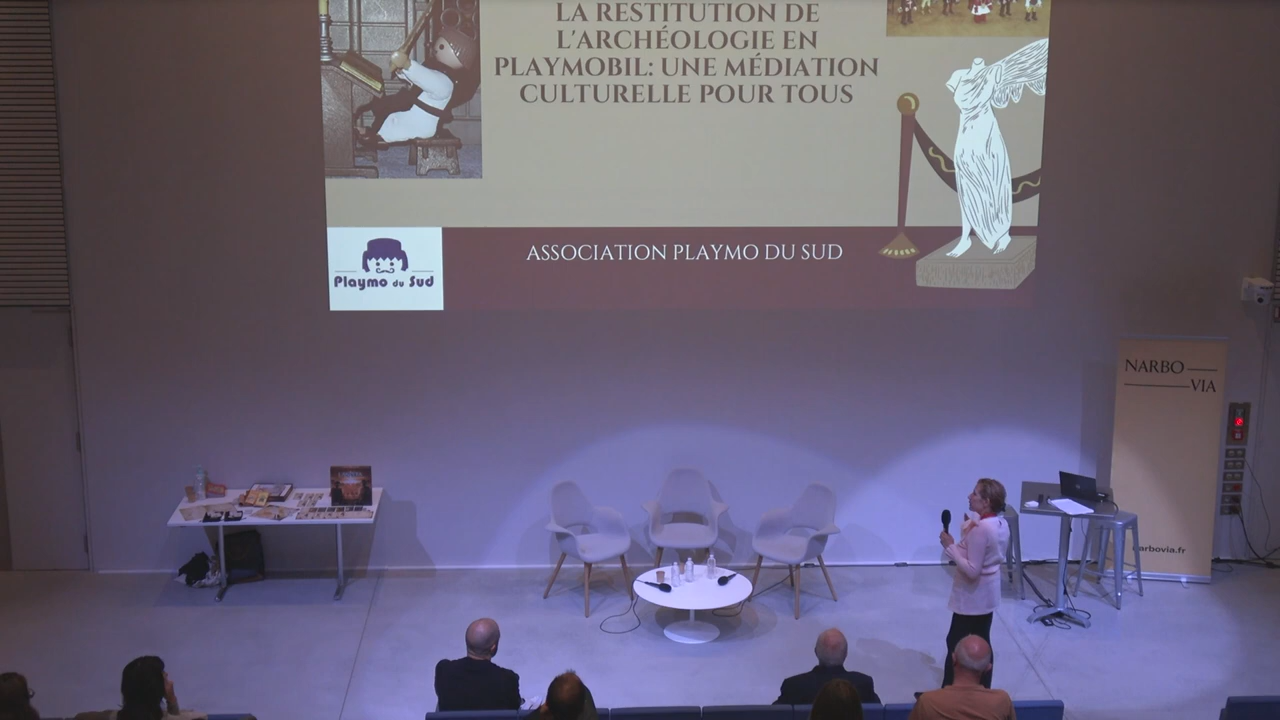 LA RESTITUTION DE
L'ARCHÉOLOGIE EN
PLAYMOBIL: UNE MÉDIATION
CULTURELLE POUR TOUS
ASSOCIATION PLAYMO DU SUD
Playmo du Sud
NARBO
VIA
narbovia.fr